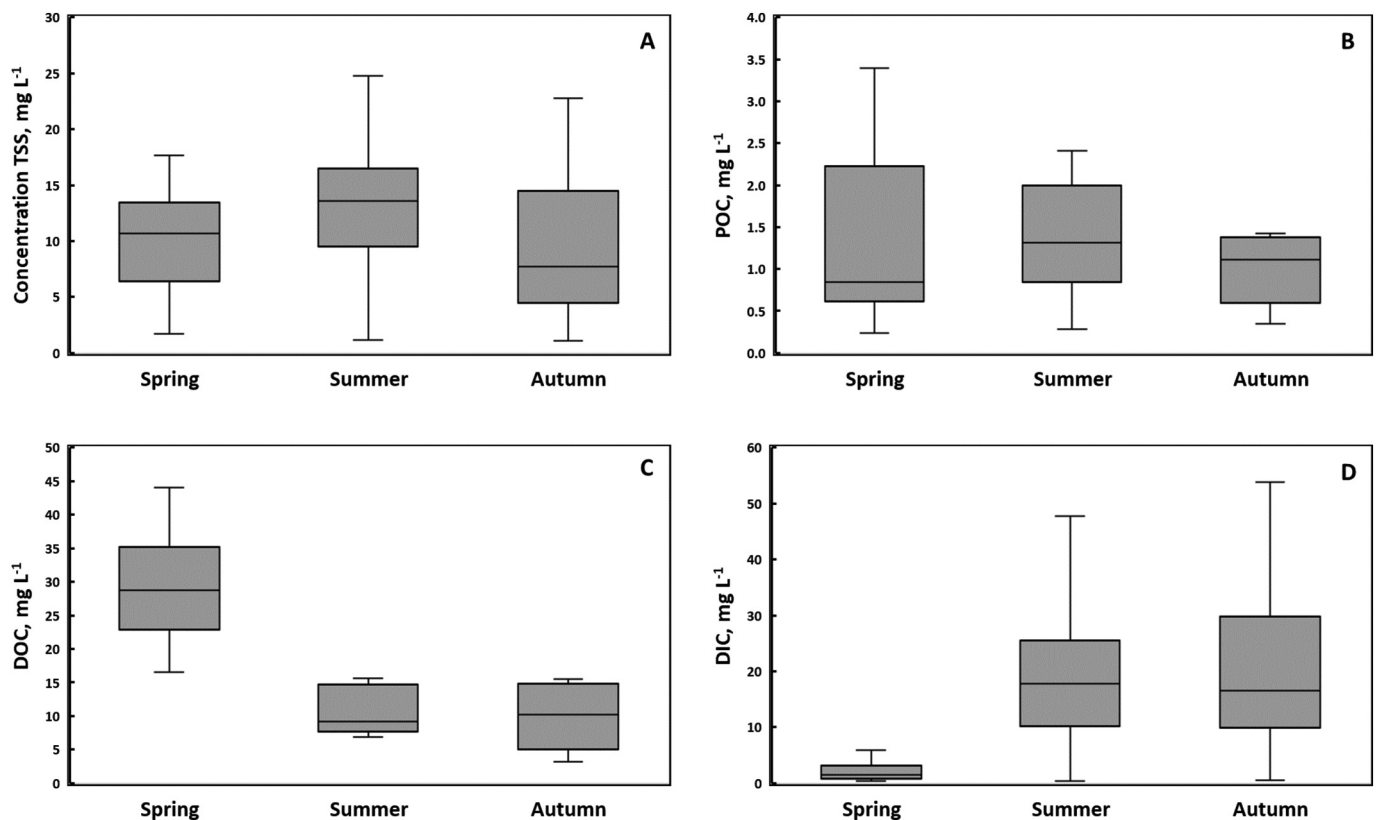 A
Concentration TSS, mg L-1
30
25
20
15
10
5
0
Spring Summer Autumn
B
POC, mg L-1
4.0
3.5
3.0
2.5
2.0
1.5
1.0
0.5
0.0
Spring Summer Autumn
C
DOC, mg L-1
50
45
40
35
30
25
20
15
10
5
0
Spring Summer Autumn
D
DIC, mg L-1
60
50
40
30
20
10
0
Spring Summer Autumn